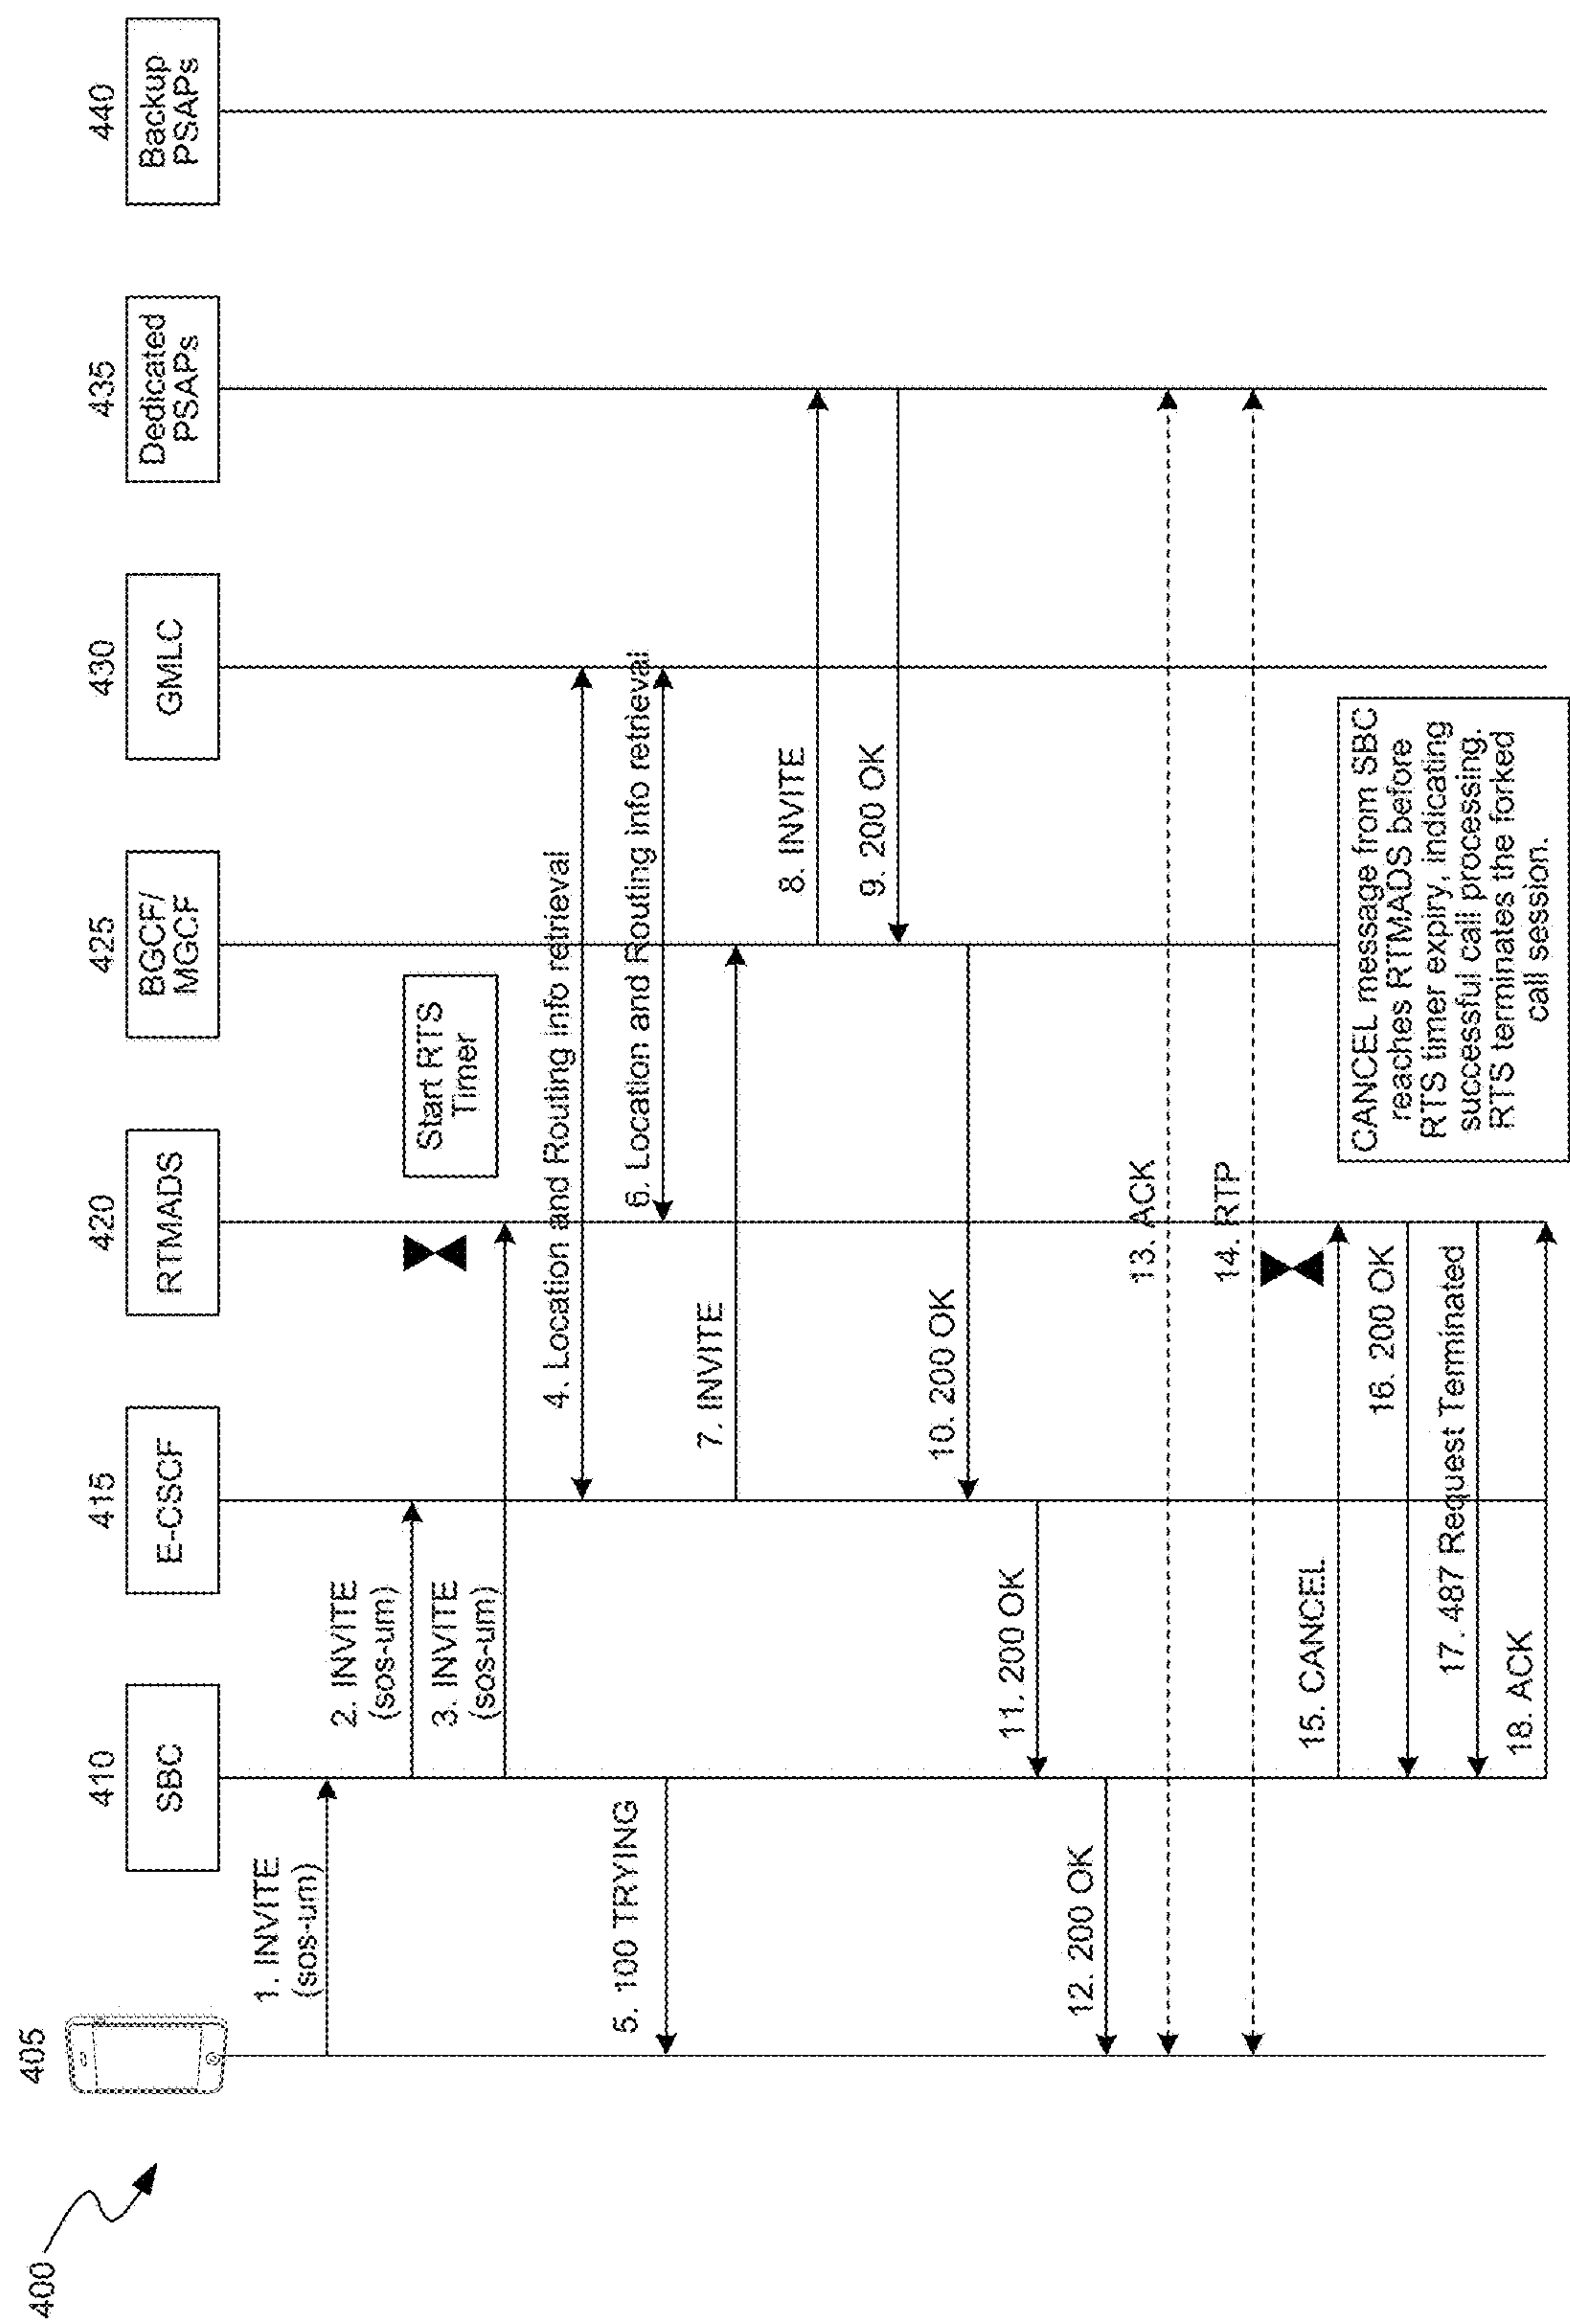 400
405
410
SBC
415
E-CSCF
420
RTMADS
425
BGCF/
MGCF
430
GMLC
435
Dedicated
PSAPs
440
Backup
PSAPs
1. INVITE
(sos-um)
2. INVITE
(sos-um)
Start RTS
Timer
3. INVITE
(sos-um)
4. Location and Routing info retrieval
5. 100 TRYING
6. Location and Routing info retrieval
7. INVITE
8. INVITE
9. 200 OK
10. 200 OK
11. 200 OK
12. 200 OK
13. ACK
14. RTP
15. CANCEL
CANCEL message from SBC
reaches RTMADS before
RTS timer expiry, indicating
successful call processing.
RTS terminates the forked
call session.
16. 200 OK
17. 487 Request Terminated
18. ACK